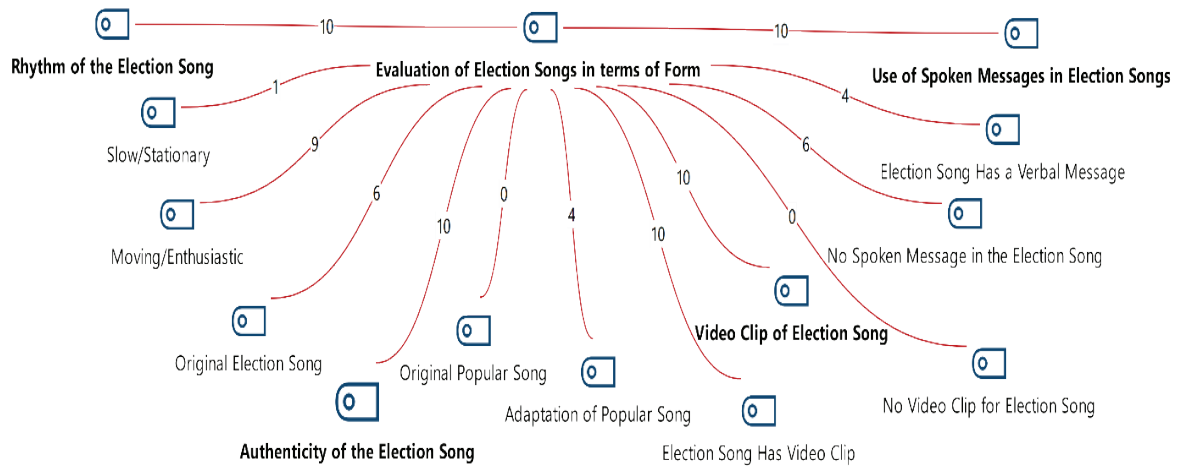 10
10
Rhythm of the Election Song
Evaluation of Election Songs in terms of Form
Use of Spoken Messages in Election Songs
1
4
Slow/Stationary
9
6
Election Song Has a Verbal Message
10
6
0
4
0
10
10
Moving/Enthusiastic
No Spoken Message in the Election Song
Video Clip of Election Song
Original Election Song
Original Popular Song
Adaptation of Popular Song
No Video Clip for Election Song
Authenticity of the Election Song
Election Song Has Video Clip